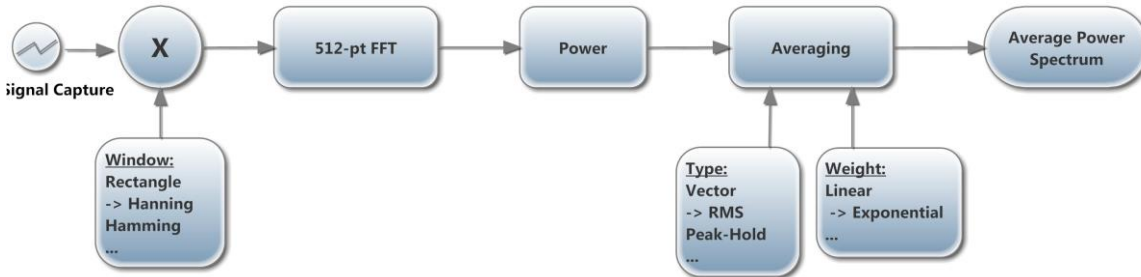 X
512-pt FFT
Power
Averaging
Average Power
Spectrum
Signal Capture
Window:
Rectangle
-> Hanning
Hamming
...
Type:
Vector
-> RMS
Peak-Hold
...
Weight:
Linear
-> Exponential
...